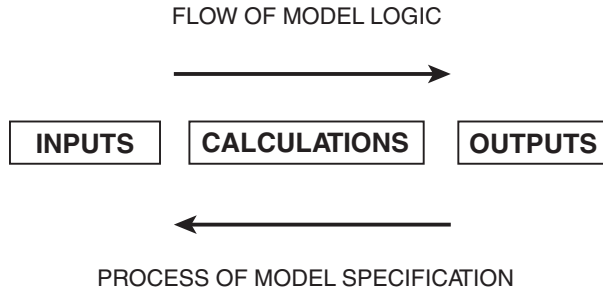 FLOW OF MODEL LOGIC
INPUTS CALCULATIONS OUTPUTS
PROCESS OF MODEL SPECIFICATION